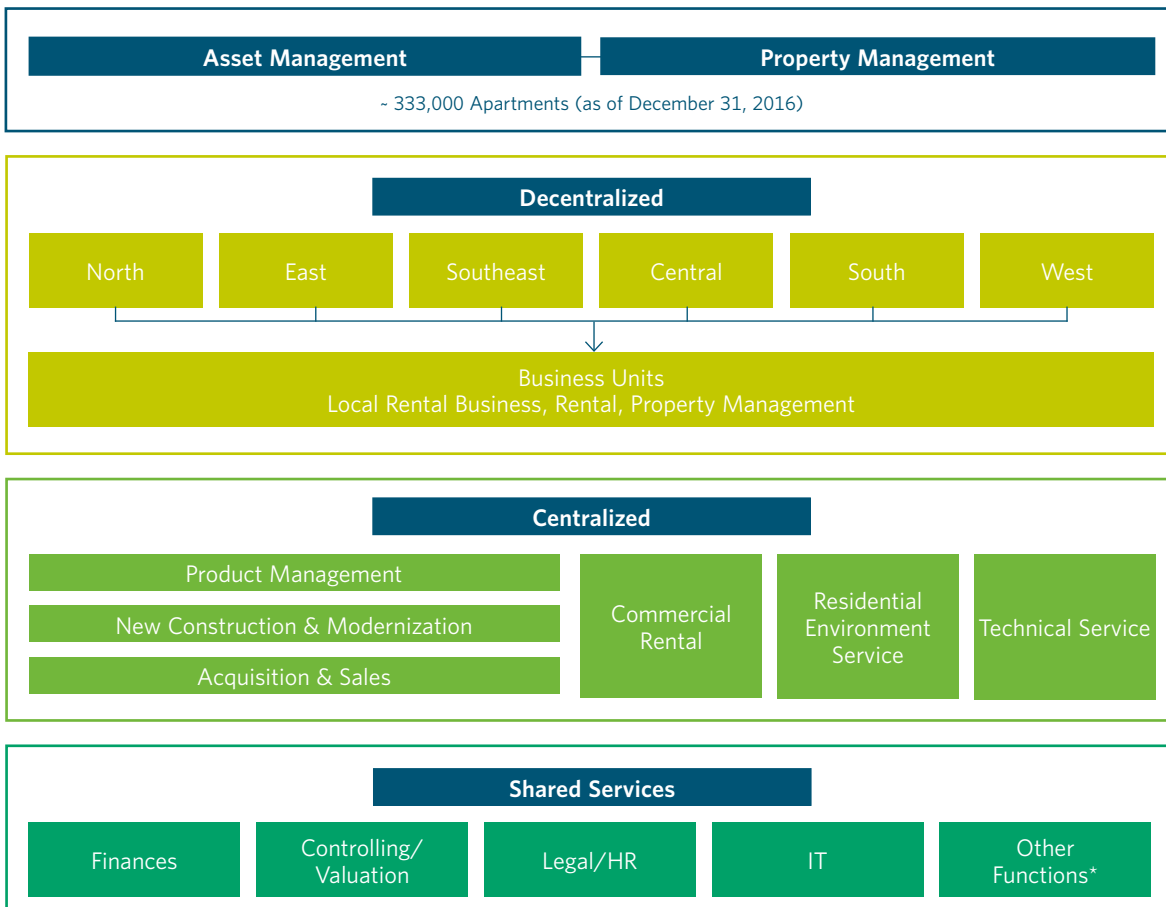 Asset Management
Property Management
~ 333,000 Apartments (as of December 31, 2016)
Decentralized
North
East
Southeast
Central
South
West
Business Units
Local Rental Business, Rental, Property Management
Centralized
Product Management
New Construction & Modernization
Acquisition & Sales
Commercial
Rental
Residential
Environment
Service
Technical Service
Shared Services
Finances
Controlling/
Valuation
Legal/HR
IT
Other
Functions*